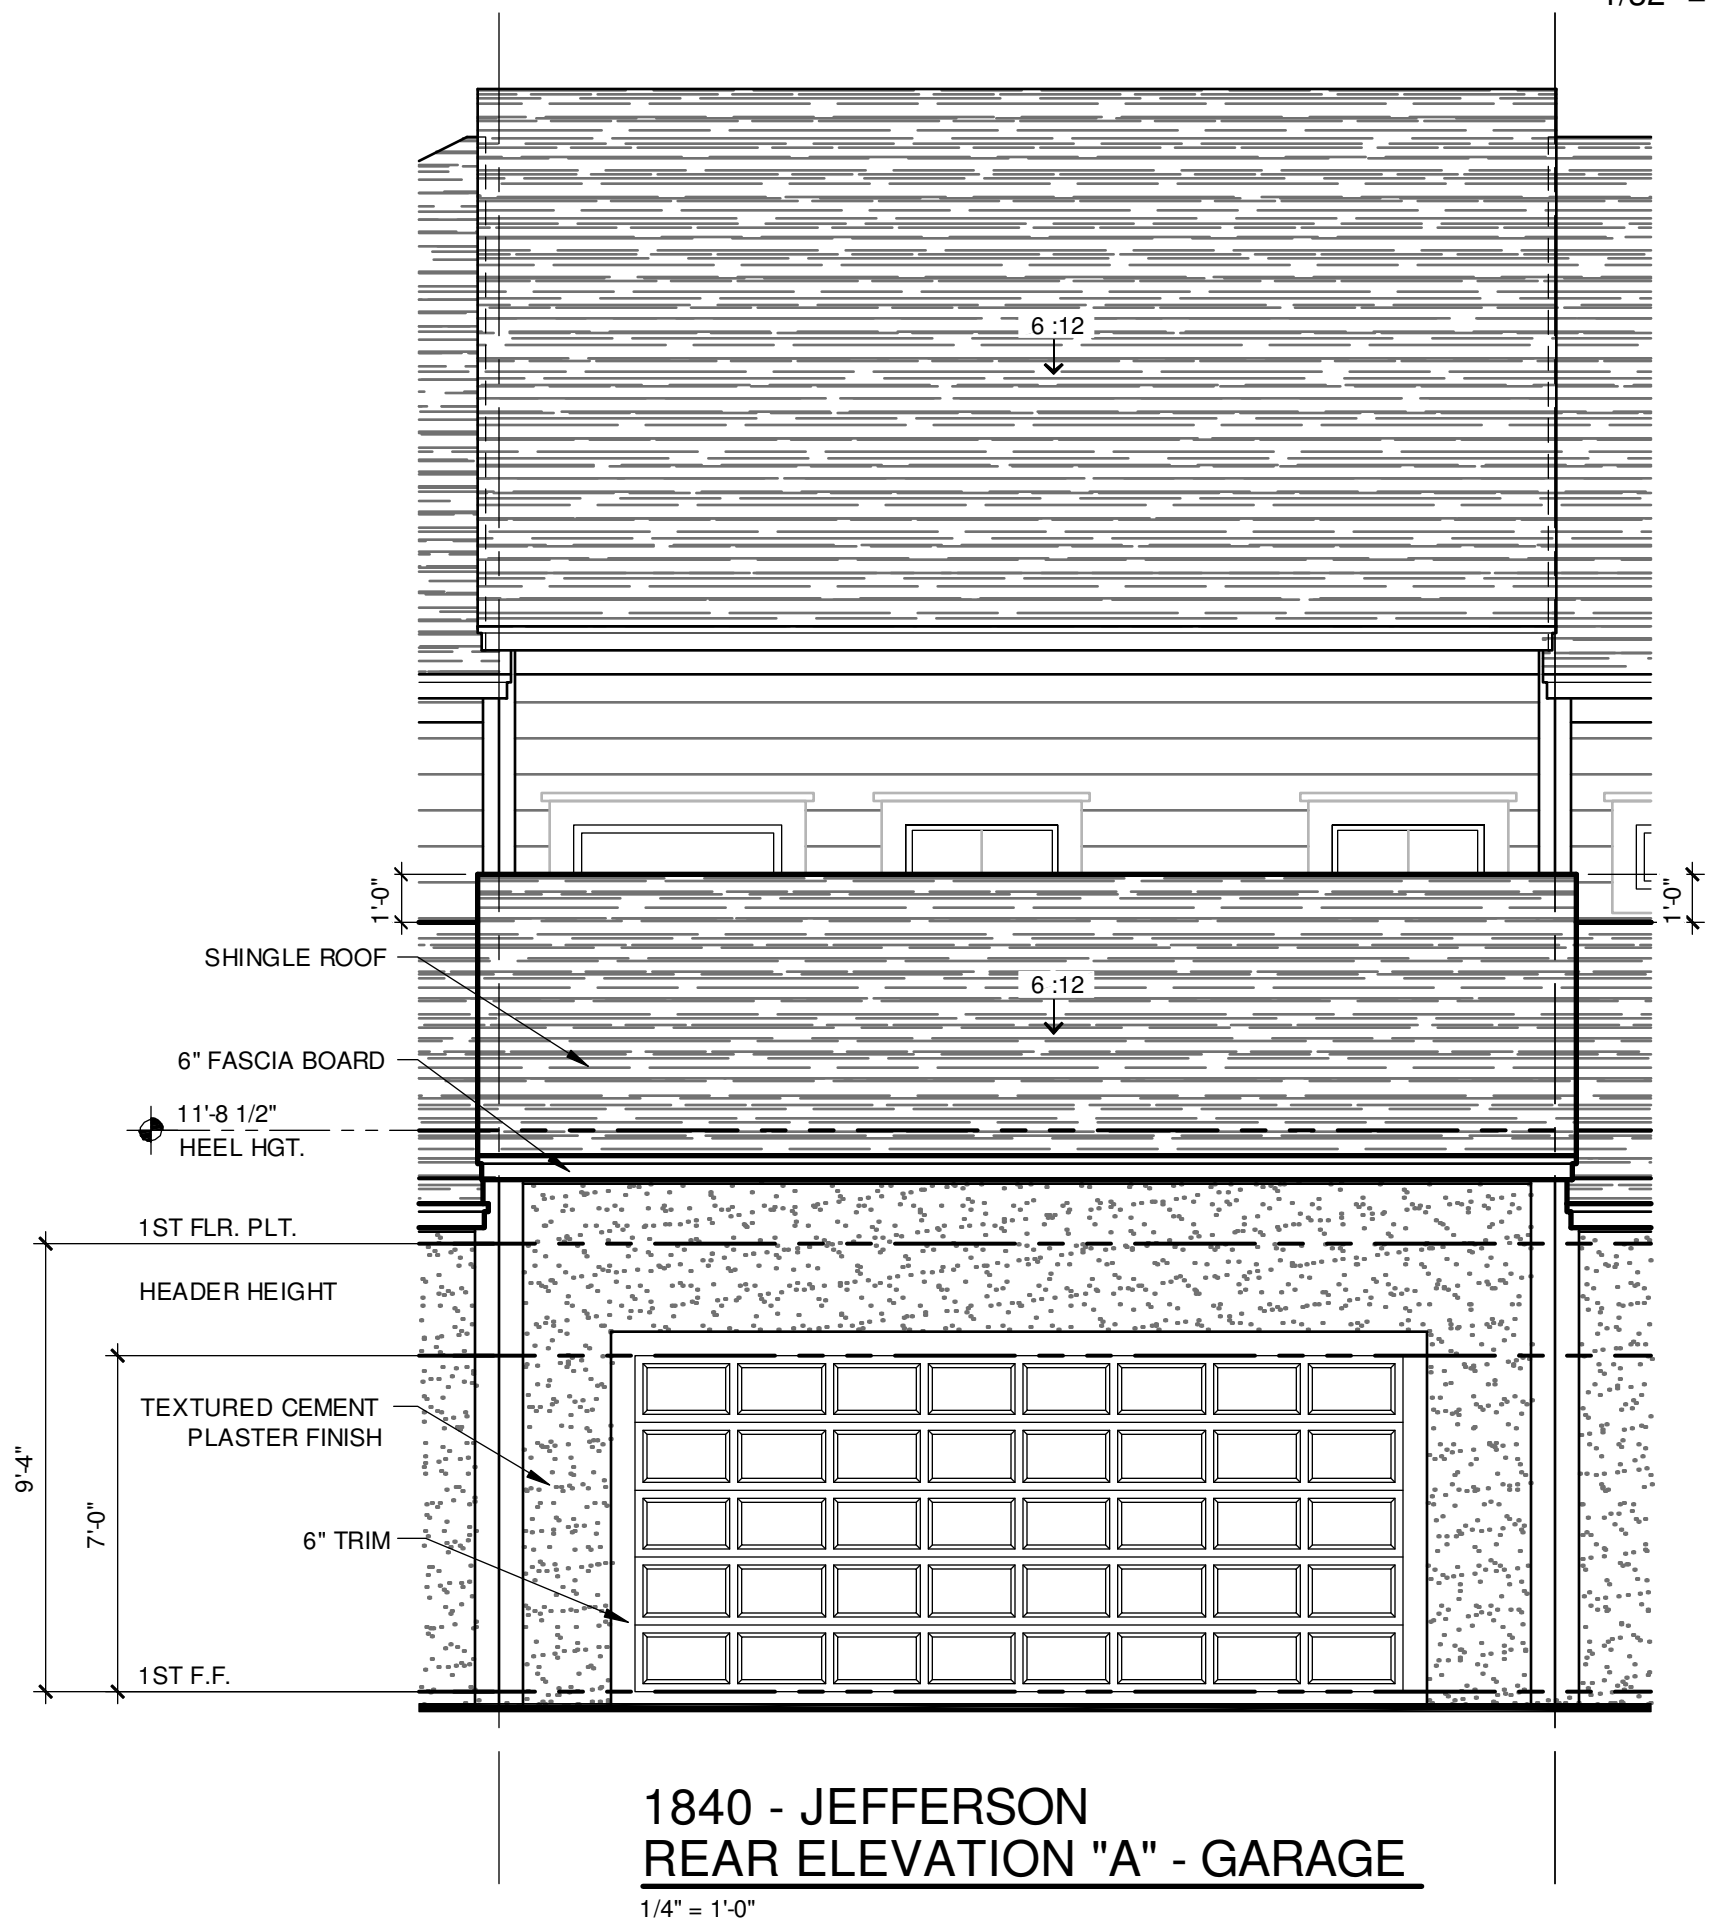 6 :12
1'-0"
1'-0"
SHINGLE ROOF
6 :12
6" FASCIA BOARD
11'-8 1/2"
HEEL HGT.
1ST FLR. PLT.
HEADER HEIGHT
TEXTURED CEMENT
PLASTER FINISH
9'-4"
7'-0"
6" TRIM
1ST F.F.
1840 - JEFFERSON
REAR ELEVATION "A" - GARAGE
1/4" = 1'-0"